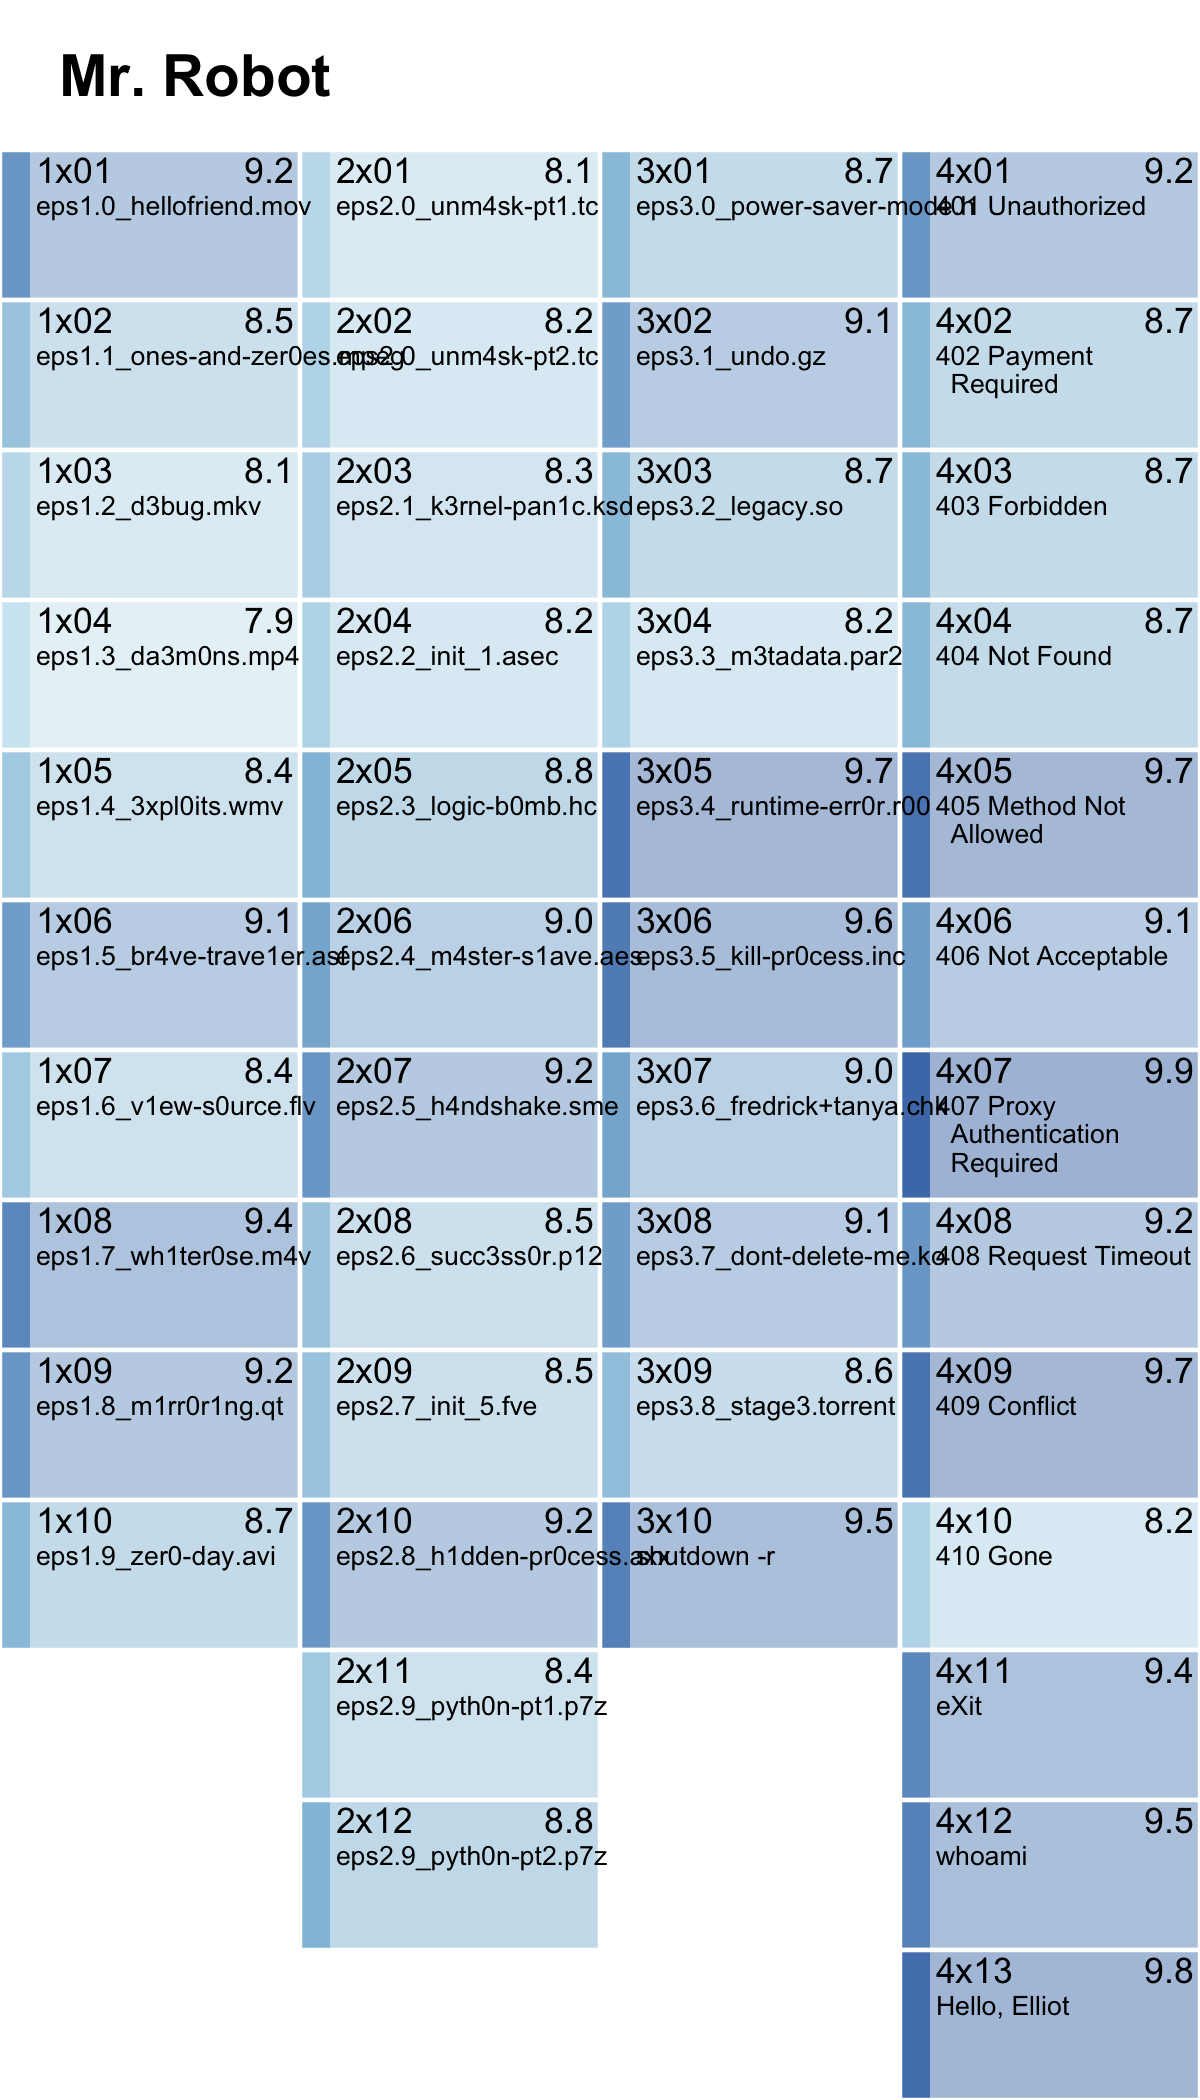 Mr. Robot
1x01 9.2
eps1.0_hellofriend.mov
1x02 8.5
eps1.1_ones-and-zer0es.mpeg
1x03 8.1
eps1.2_d3bug.mkv
1x04 7.9
eps1.3_da3m0ns.mp4
1x05 8.4
eps1.4_3xpl0its.wmv
1x06 9.1
eps1.5_br4ve-trave1er.asf
1x07 8.4
eps1.6_v1ew-s0urce.flv
1x08 9.4
eps1.7_wh1ter0se.m4v
1x09 9.2
eps1.8_m1rr0r1ng.qt
1x10 8.7
eps1.9_zer0-day.avi
2x01 8.1
eps2.0_unm4sk-pt1.tc
2x02 8.2
eps2.0_unm4sk-pt2.tc
2x03 8.3
eps2.1_k3rnel-pan1c.ksd
2x04 8.2
eps2.2_init_1.asec
2x05 8.8
eps2.3_logic-b0mb.hc
2x06 9.0
eps2.4_m4ster-s1ave.aes
2x07 9.2
eps2.5_h4ndshake.sme
2x08 8.5
eps2.6_succ3ss0r.p12
2x09 8.5
eps2.7_init_5.fve
2x10 9.2
eps2.8_h1dden-pr0cess.axx
2x11 8.4
eps2.9_pyth0n-pt1.p7z
2x12 8.8
eps2.9_pyth0n-pt2.p7z
3x01 8.7
eps3.0_power-saver-mode.h
3x02 9.1
eps3.1_undo.gz
3x03 8.7
eps3.2_legacy.so
3x04 8.2
eps3.3_m3tadata.par2
3x05 9.7
eps3.4_runtime-err0r.r00
3x06 9.6
eps3.5_kill-pr0cess.inc
3x07 9.0
eps3.6_fredrick+tanya.chk
3x08 9.1
eps3.7_dont-delete-me.ko
3x09 8.6
eps3.8_stage3.torrent
3x10 9.5
shutdown -r
4x01 9.2
401 Unauthorized
4x02 8.7
402 Payment
Required
4x03 8.7
403 Forbidden
4x04 8.7
404 Not Found
4x05 9.7
405 Method Not
Allowed
4x06 9.1
406 Not Acceptable
4x07 9.9
407 Proxy
Authentication
Required
4x08 9.2
408 Request Timeout
4x09 9.7
409 Conflict
4x10 8.2
410 Gone
4x11 9.4
eXit
4x12 9.5
whoami
4x13 9.8
Hello, Elliot